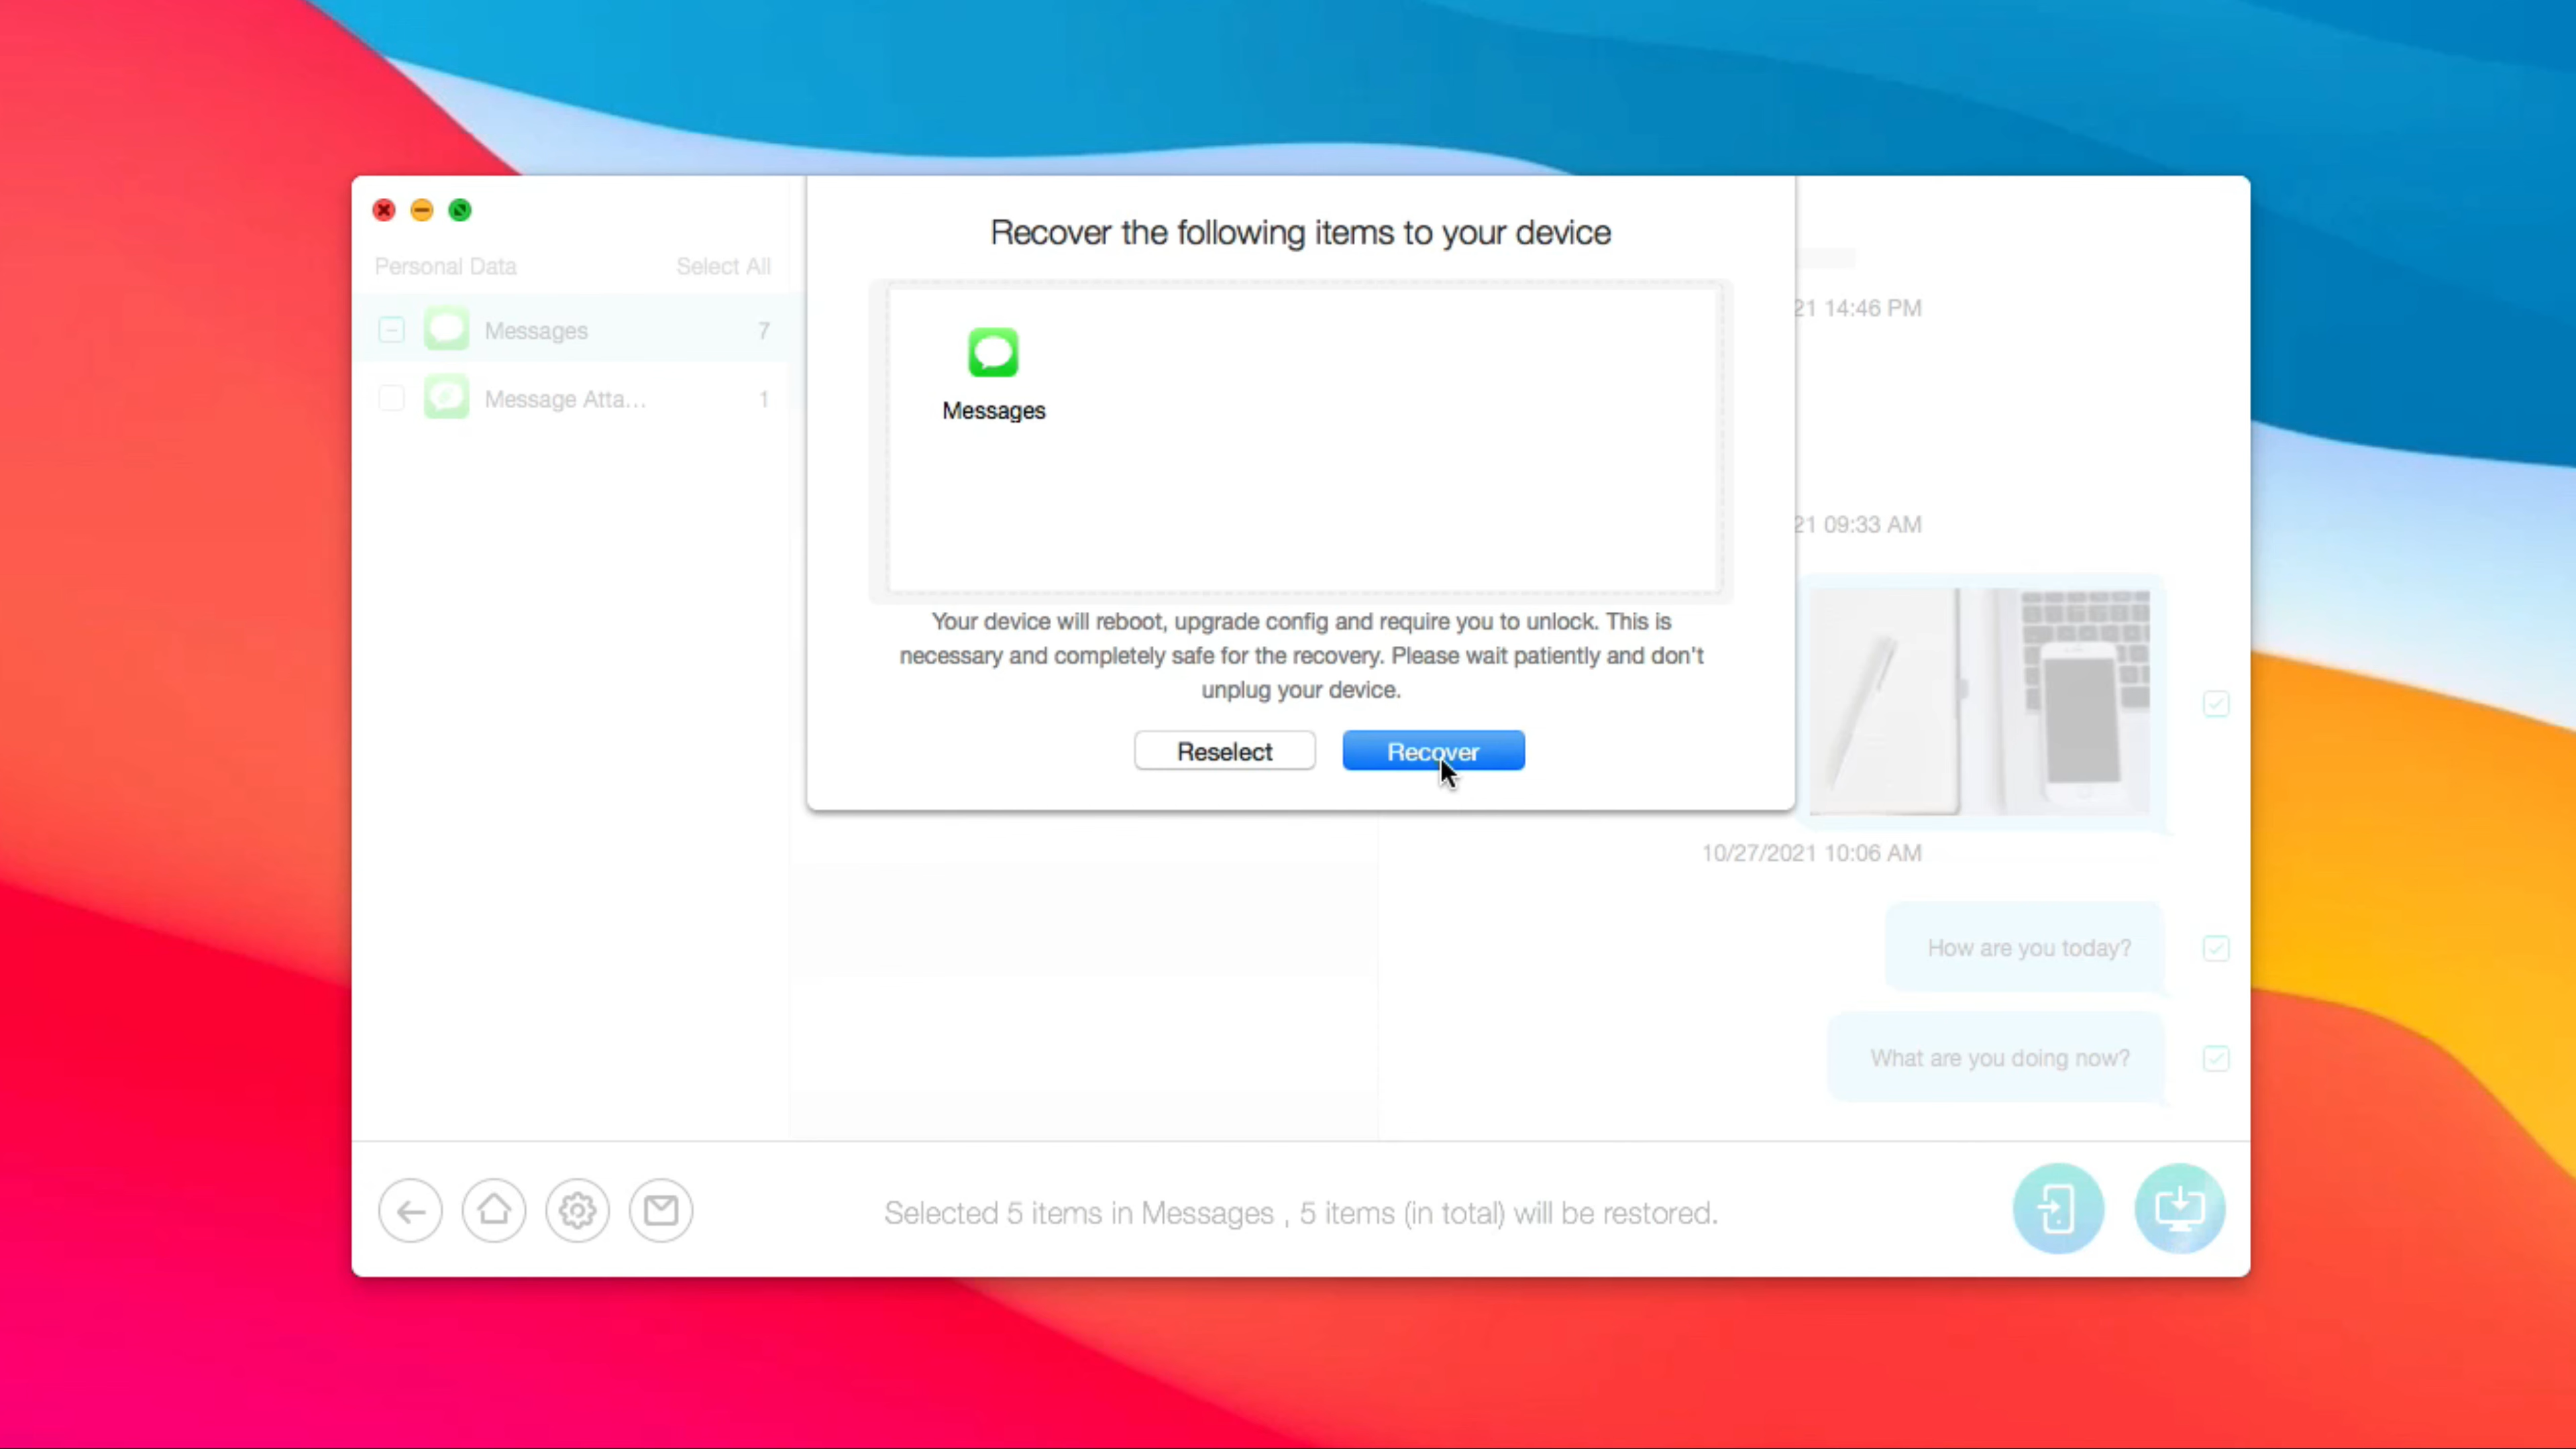 Recover the following items to your device
Personal Data
Select All
Messages
7
Message Atta...
1
Messages
Your device will reboot, upgrade config and require you to unlock. This is
necessary and completely safe for the recovery. Please wait patiently and don't
unplug your device.
Reselect
Recover
21 14:46 PM
21 09:33 AM
10/27/2021 10:06 AM
How are you today?
What are you doing now?
Selected 5 items in Messages , 5 items (in total) will be restored.